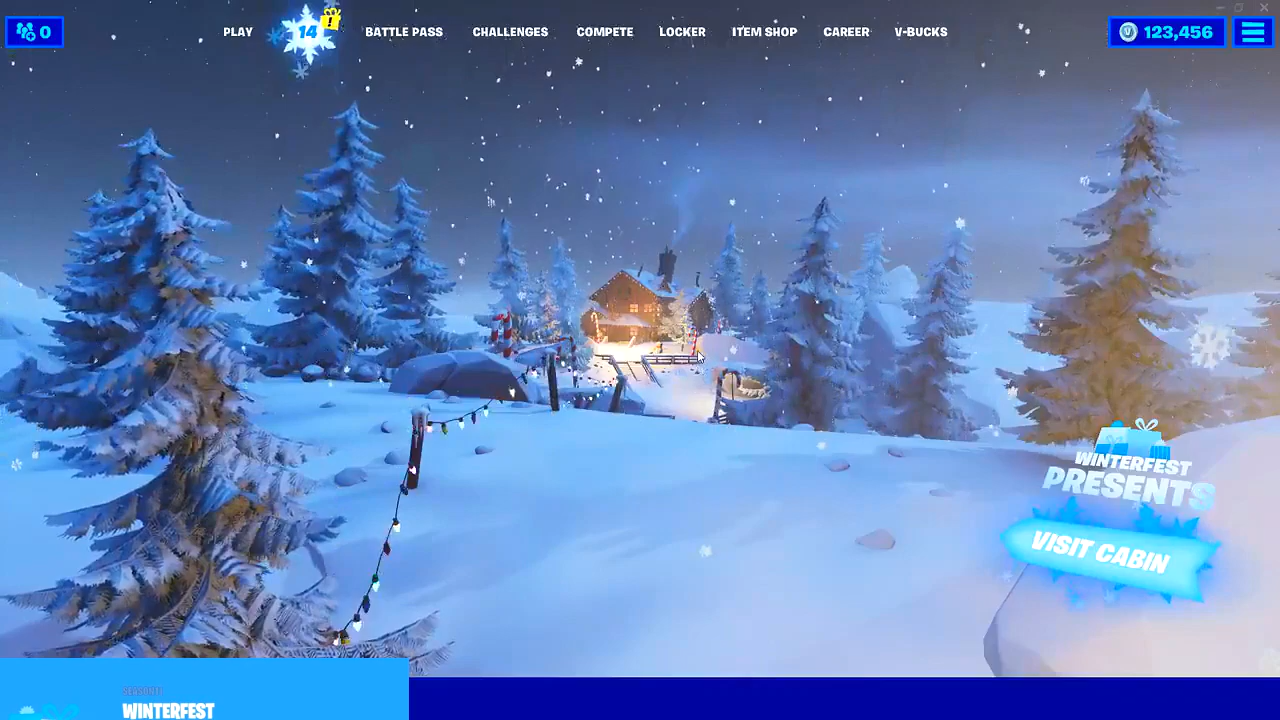 0
PLAY
14
!
BATTLE PASS
CHALLENGES
COMPETE
LOCKER
ITEM SHOP
CAREER
V-BUCKS
V 123,456
WINTERFEST
PRESENTS
VISIT CABIN
WINTERFEST